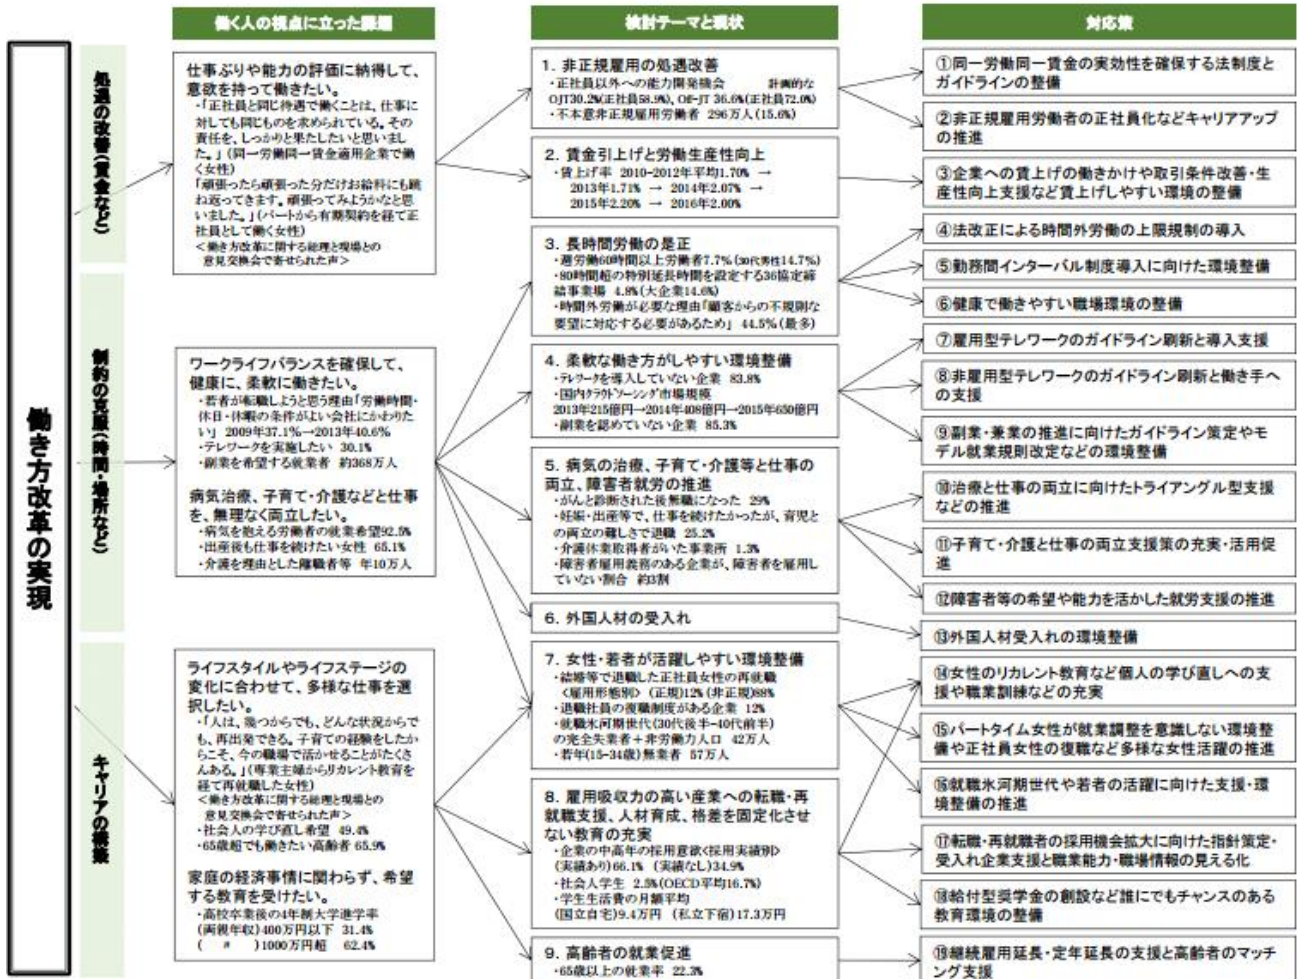 働く人の視点に立った課題
検討テーマと現状
対応策
働き方改革の実現
処遇の改善(賃金など)
制約の克服(時間・場所など)
キャリアの構築
仕事ぶりや能力の評価に納得して、
意欲を持って働きたい。
・「正社員と同じ待遇で働くことは、仕事に
対しても同じものを求められている。その
責任を、しっかりと果たしたいと思いまし
た。」(同一労働同一賃金適用企業で働
く女性)
「頑張ったら頑張った分だけお給料にも跳
ね返ってきます。頑張ってみようかなと思
いました。」(パートから有期契約を経て正
社員として働く女性)
<働き方改革に関する総理と現場との
意見交換会で寄せられた声>
ワークライフバランスを確保して、
健康に、柔軟に働きたい。
・若者が転職しようと思う理由「労働時間・
休日・休暇の条件がよい会社にかわりた
い」 2009年37.1%→2013年40.6%
・テレワークを実施したい 30.1%
・副業を希望する就業者 約368万人
病気治療、子育て・介護などと仕事
を、無理なく両立したい。
・病気を抱える労働者の就業希望92.5%
・出産後も仕事を続けたい女性 65.1%
・介護を理由とした離職者等 年10万人
ライフスタイルやライフステージの
変化に合わせて、多様な仕事を選
択したい。
・「人は、幾つからでも、どんな状況からで
も、再出発できる。子育ての経験をしたか
らこそ、今の職場で活かせることがたくさ
んある。」(専業主婦からリカレント教育を
経て再就職した女性)
<働き方改革に関する総理と現場との
意見交換会で寄せられた声>
・社会人の学び直し希望 49.4%
・65歳超でも働きたい高齢者 65.9%
家庭の経済事情に関わらず、希望
する教育を受けたい。
・高校卒業後の4年制大学進学率
(両親年収)400万円以下 31.4%
( 〃 )1000万円超 62.4%
1. 非正規雇用の処遇改善
・正社員以外への能力開発機会 計画的な
OJT30.2%(正社員58.9%)、Off-JT 36.6%(正社員72.0%)
・不本意非正規雇用労働者 296万人(15.6%)
2. 賃金引上げと労働生産性向上
・賃上げ率 2010-2012年平均1.70% →
2013年1.71% → 2014年2.07% →
2015年2.20% → 2016年2.00%
3. 長時間労働の是正
・週労働60時間以上労働者7.7%(30代男性14.7%)
・80時間超の特別延長時間を設定する36協定締
結事業場 4.8%(大企業14.6%)
・時間外労働が必要な理由「顧客からの不規則な
要望に対応する必要があるため」 44.5%(最多)
4. 柔軟な働き方がしやすい環境整備
・テレワークを導入していない企業 83.8%
・国内クラウドソーシング市場規模
2013年215億円→2014年408億円→2015年650億円
・副業を認めていない企業 85.3%
5. 病気の治療、子育て・介護等と仕事の
両立、障害者就労の推進
・がんと診断された後無職になった 29%
・妊娠・出産等で、仕事を続けたかったが、育児と
の両立の難しさで退職 25.2%
・介護休業取得者がいた事業所 1.3%
・障害者雇用義務のある企業が、障害者を雇用し
ていない割合 約3割
6. 外国人材の受入れ
7. 女性・若者が活躍しやすい環境整備
・結婚等で退職した正社員女性の再就職
<雇用形態別> (正規)12% (非正規)88%
・退職社員の復職制度がある企業 12%
・就職氷河期世代(30代後半-40代前半)
の完全失業者+非労働力人口 42万人
・若年(15-34歳)無業者 57万人
8. 雇用吸収力の高い産業への転職・再
就職支援、人材育成、格差を固定化させ
ない教育の充実
・企業の中高年の採用意欲<採用実績別>
(実績あり)66.1% (実績なし)34.9%
・社会人学生 2.5%(OECD平均16.7%)
・学生生活費の月額平均
(国立自宅)9.4万円 (私立下宿)17.3万円
9. 高齢者の就業促進
・65歳以上の就業率 22.3%
①同一労働同一賃金の実効性を確保する法制度と
ガイドラインの整備
②非正規雇用労働者の正社員化などキャリアアップ
の推進
③企業への賃上げの働きかけや取引条件改善・生
産性向上支援など賃上げしやすい環境の整備
④法改正による時間外労働の上限規制の導入
⑤勤務間インターバル制度導入に向けた環境整備
⑥健康で働きやすい職場環境の整備
⑦雇用型テレワークのガイドライン刷新と導入支援
⑧非雇用型テレワークのガイドライン刷新と働き手へ
の支援
⑨副業・兼業の推進に向けたガイドライン策定やモ
デル就業規則改定などの環境整備
⑩治療と仕事の両立に向けたトライアングル型支援
などの推進
⑪子育て・介護と仕事の両立支援策の充実・活用促
進
⑫障害者等の希望や能力を活かした就労支援の推進
⑬外国人材受入れの環境整備
⑭女性のリカレント教育など個人の学び直しへの支
援や職業訓練などの充実
⑮パートタイム女性が就業調整を意識しない環境整
備や正社員女性の復職など多様な女性活躍の推進
⑯就職氷河期世代や若者の活躍に向けた支援・環
境整備の推進
⑰転職・再就職者の採用機会拡大に向けた指針策定・
受入れ企業支援と職業能力・職場情報の見える化
⑱給付型奨学金の創設など誰にでもチャンスのある
教育環境の整備
⑲継続雇用延長・定年延長の支援と高齢者のマッチ
ング支援